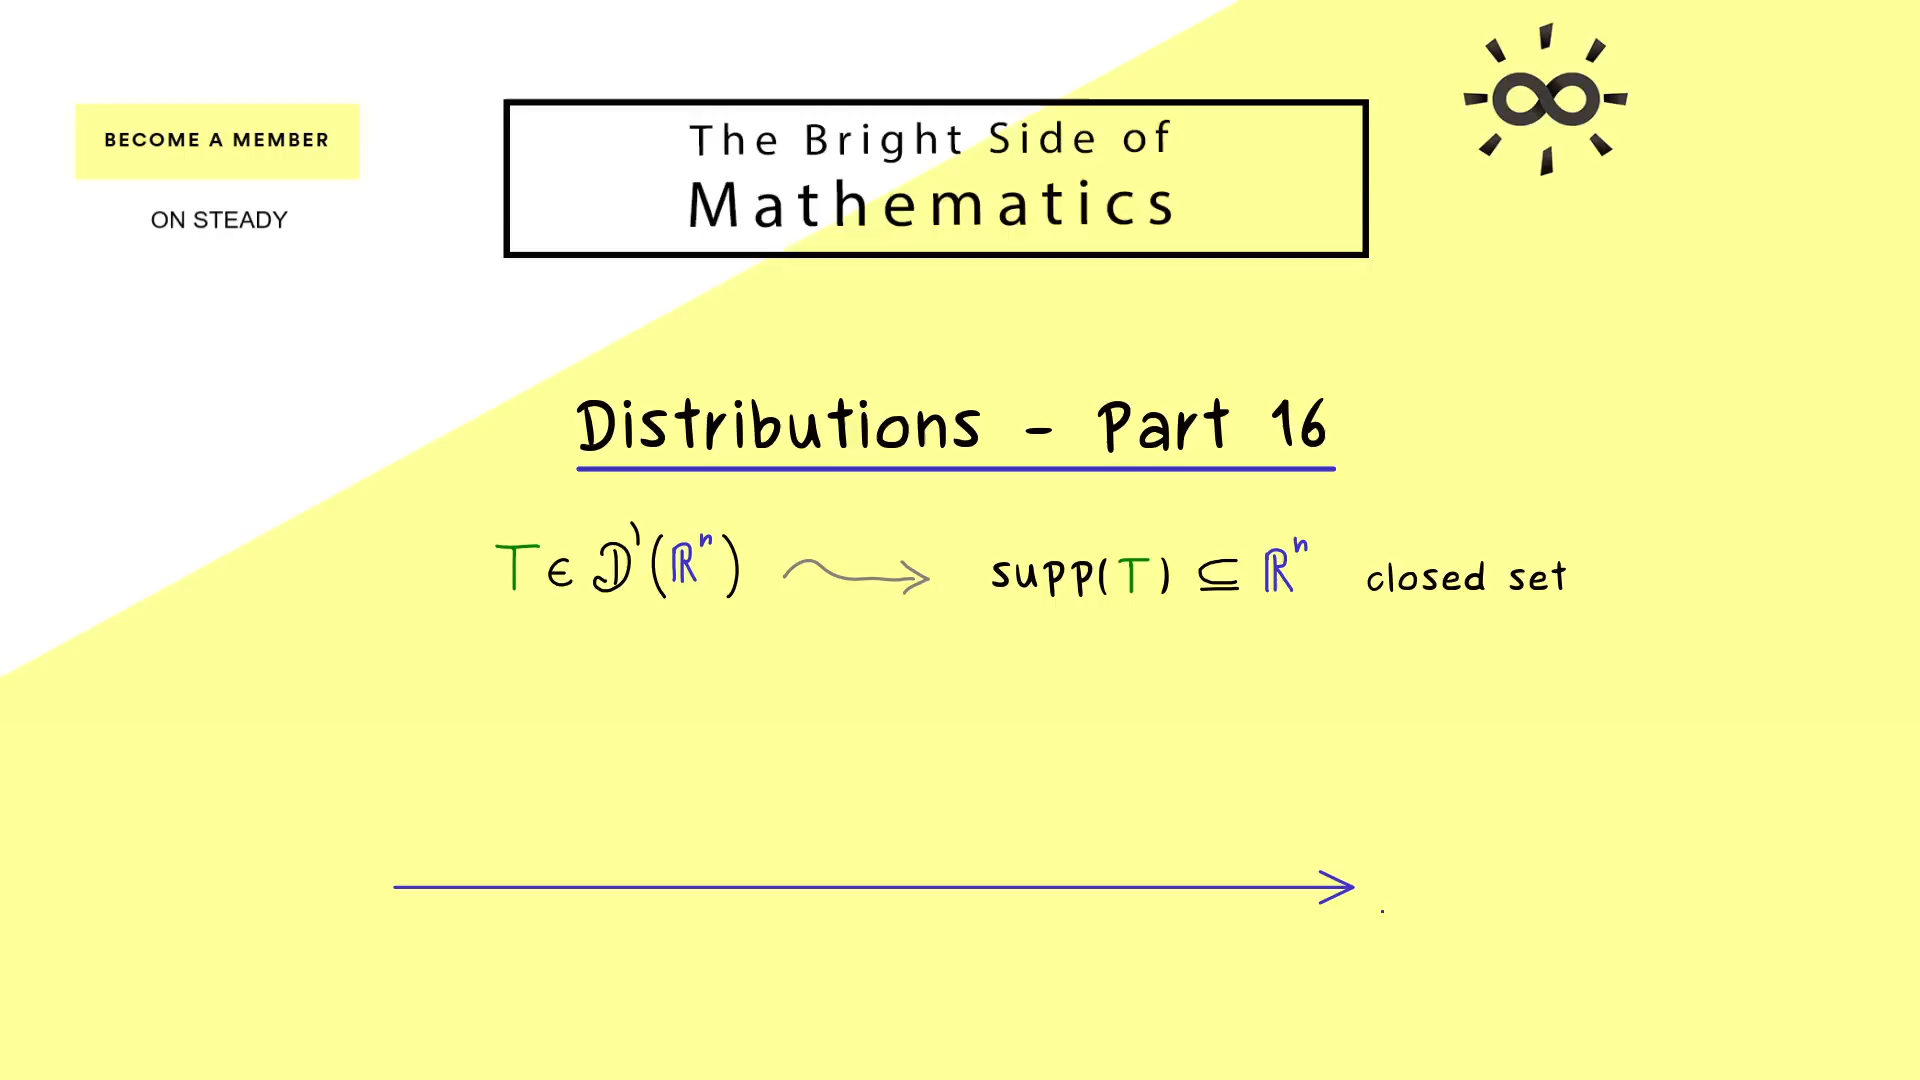 BECOME A MEMBER
ON STEADY
The Bright Side of
Mathematics
Distributions - Part 16
T ∈ 𝒟'(ℝⁿ) ⟿ supp(T) ⊆ ℝⁿ closed set